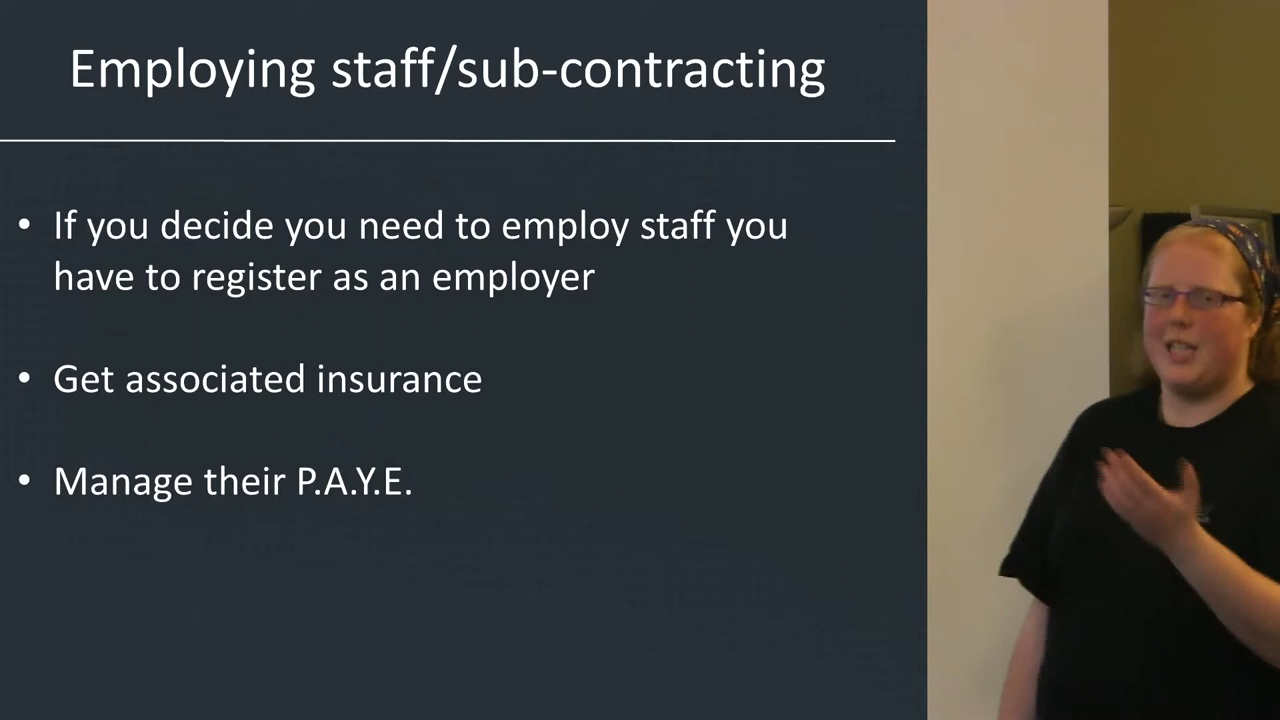 Employing staff/sub-contracting
• If you decide you need to employ staff you
have to register as an employer
• Get associated insurance
• Manage their P.A.Y.E.